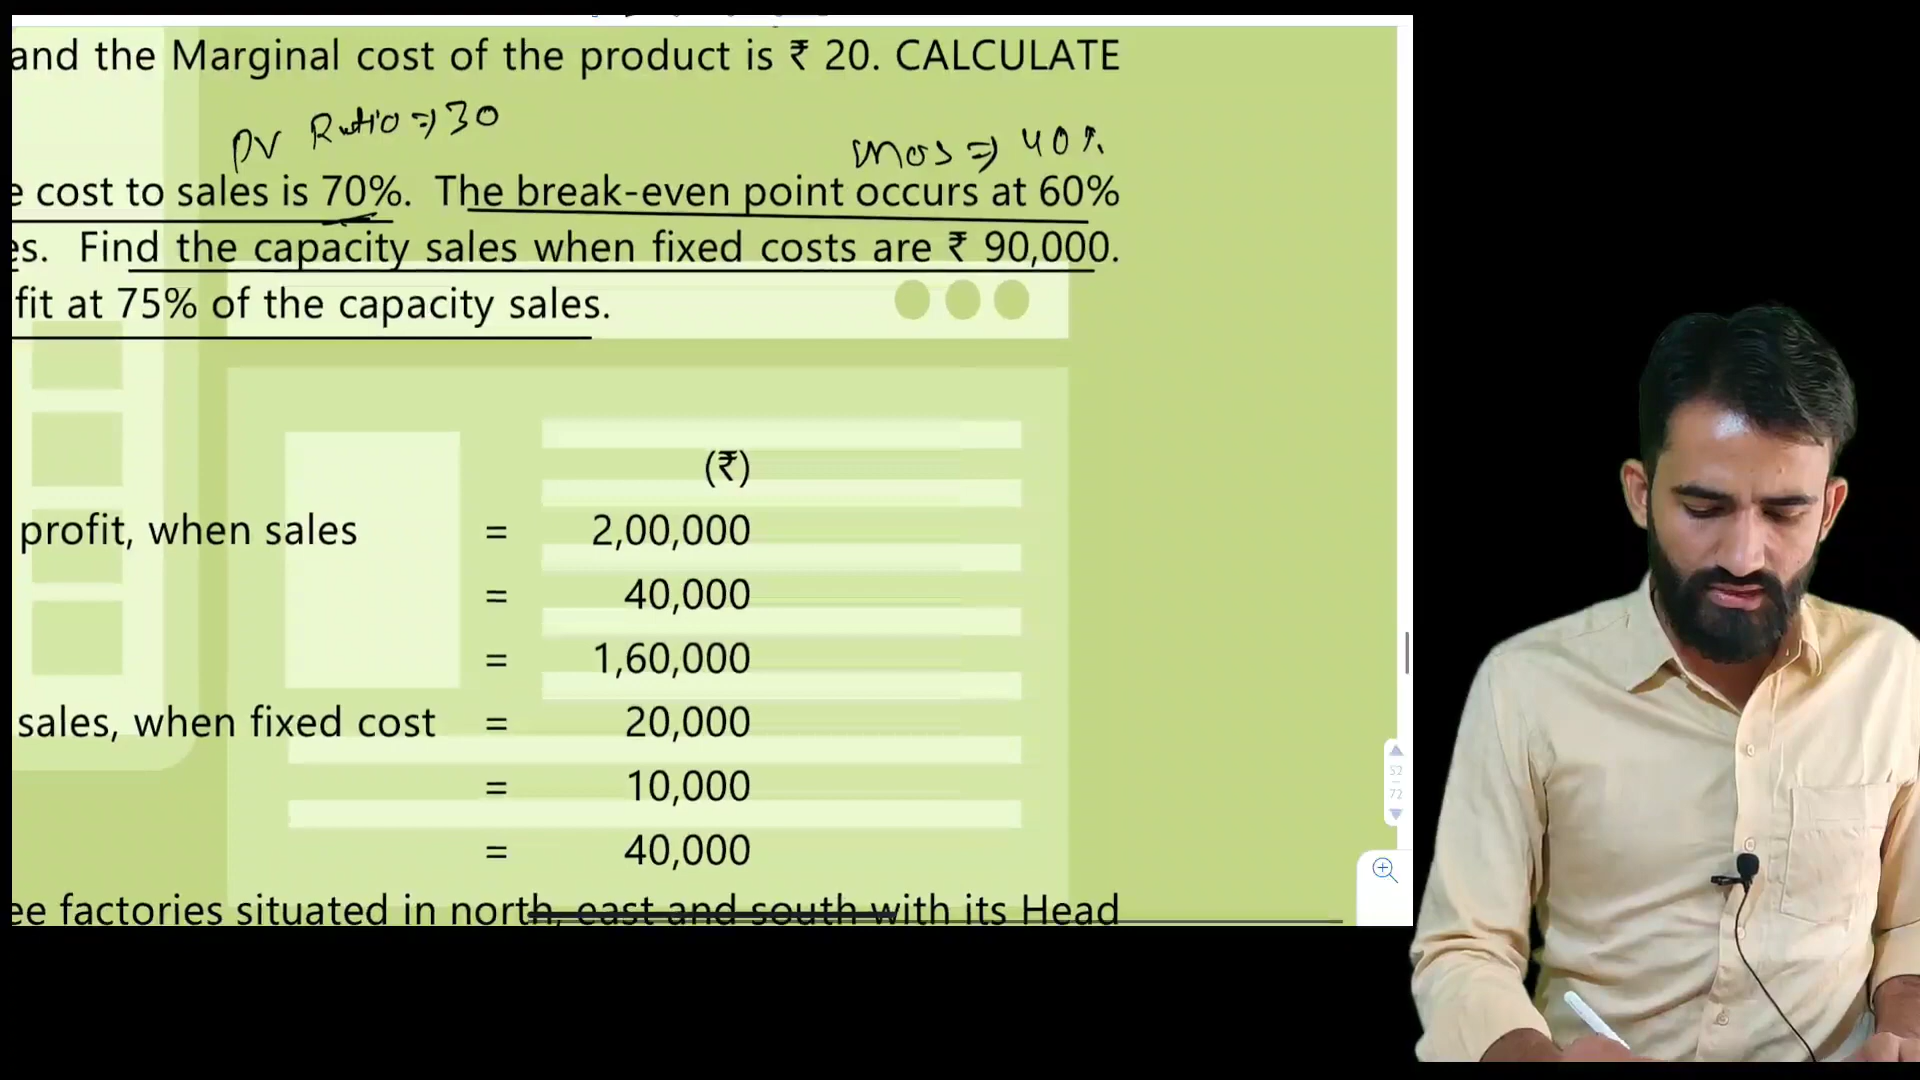 and the Marginal cost of the product is ₹ 20. CALCULATE
PV Ratio => 30
mos => 40%
e cost to sales is 70%. The break-even point occurs at 60%
es. Find the capacity sales when fixed costs are ₹ 90,000.
fit at 75% of the capacity sales.
(₹)
profit, when sales = 2,00,000
= 40,000
= 1,60,000
sales, when fixed cost = 20,000
= 10,000
= 40,000
52
72
ee factories situated in north, east and south with its Head